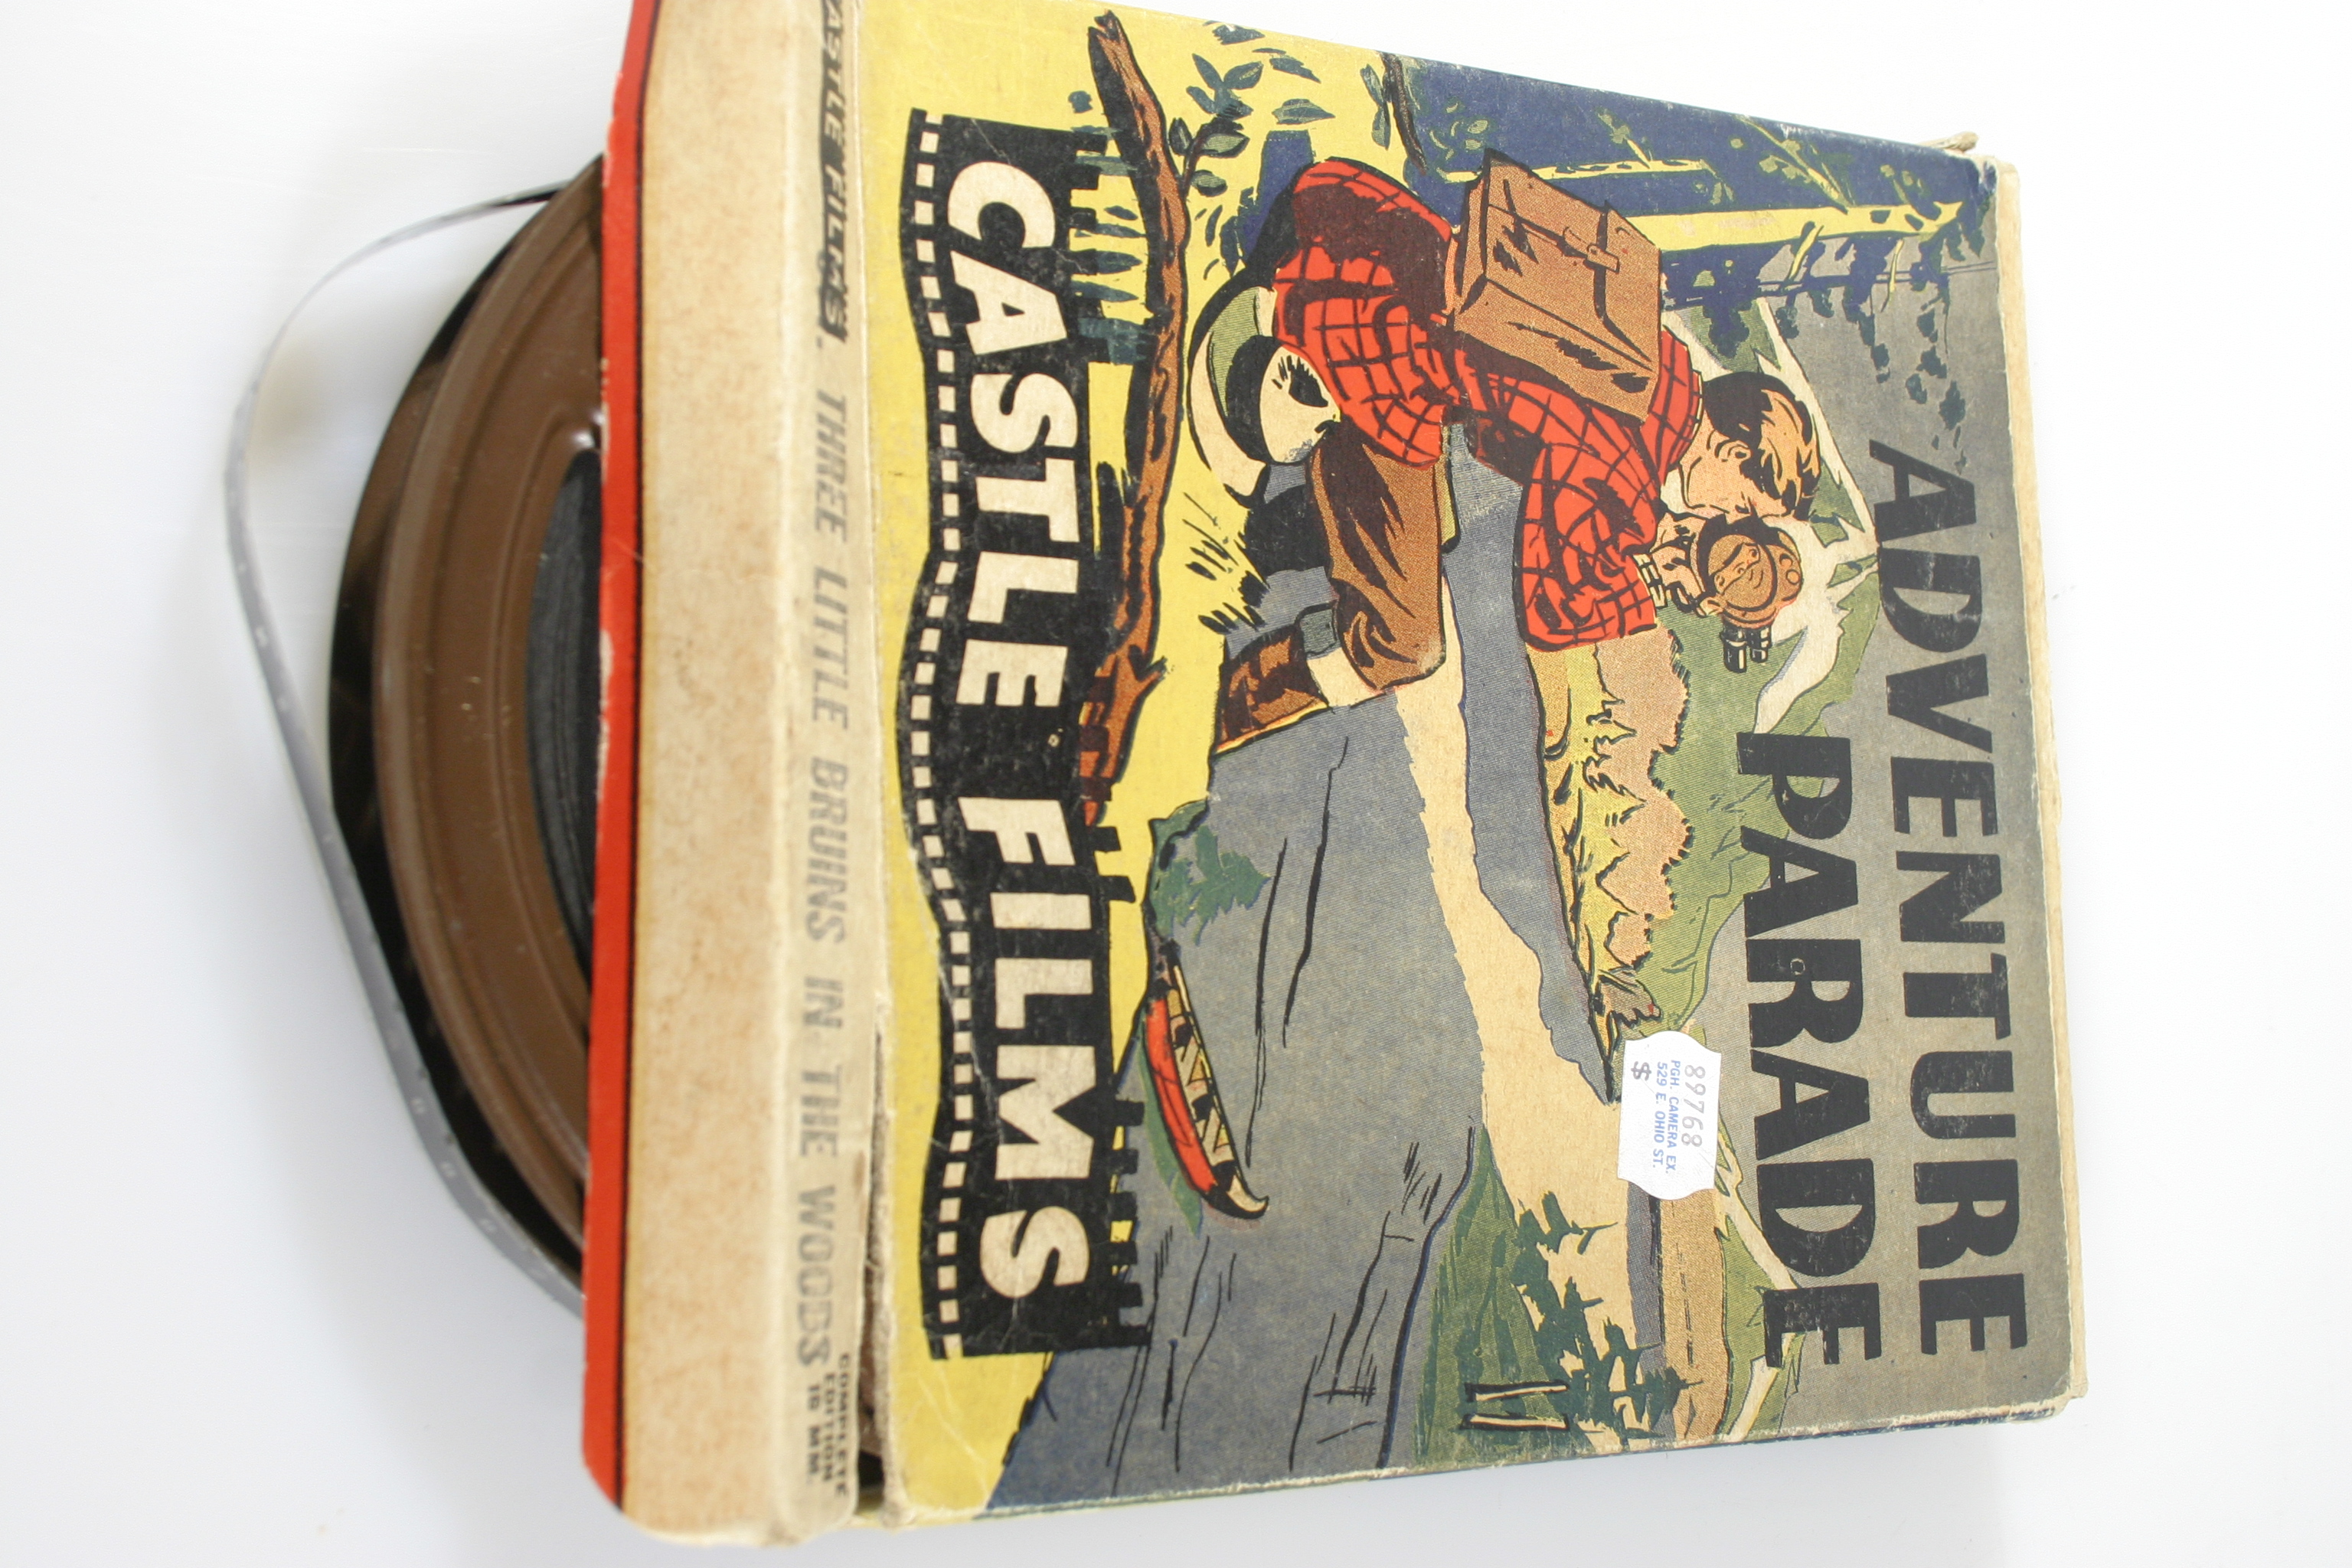 ADVENTURE
PARADE
89768
PGH. CAMERA EX.
529 E. OHIO ST.
$
CASTLE FILMS
CASTLE FILMS. THREE LITTLE BRUINS IN THE WOODS
COMPLETE
EDITION
16 MM.